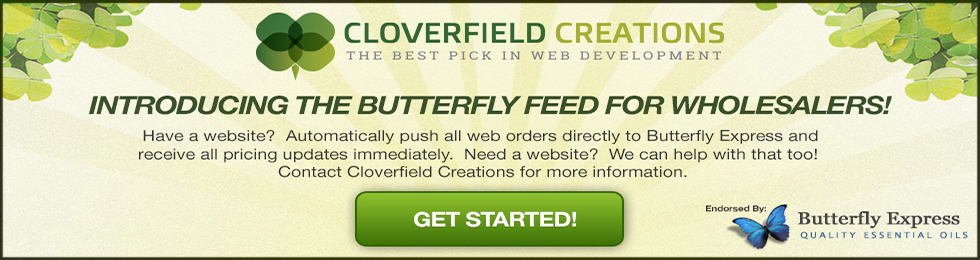 CLOVERFIELD CREATIONS
THE BEST PICK IN WEB DEVELOPMENT
INTRODUCING THE BUTTERFLY FEED FOR WHOLESALERS!
Have a website?  Automatically push all web orders directly to Butterfly Express and
receive all pricing updates immediately.  Need a website?  We can help with that too!
Contact Cloverfield Creations for more information.
GET STARTED!
Endorsed By:
Butterfly Express
QUALITY ESSENTIAL OILS